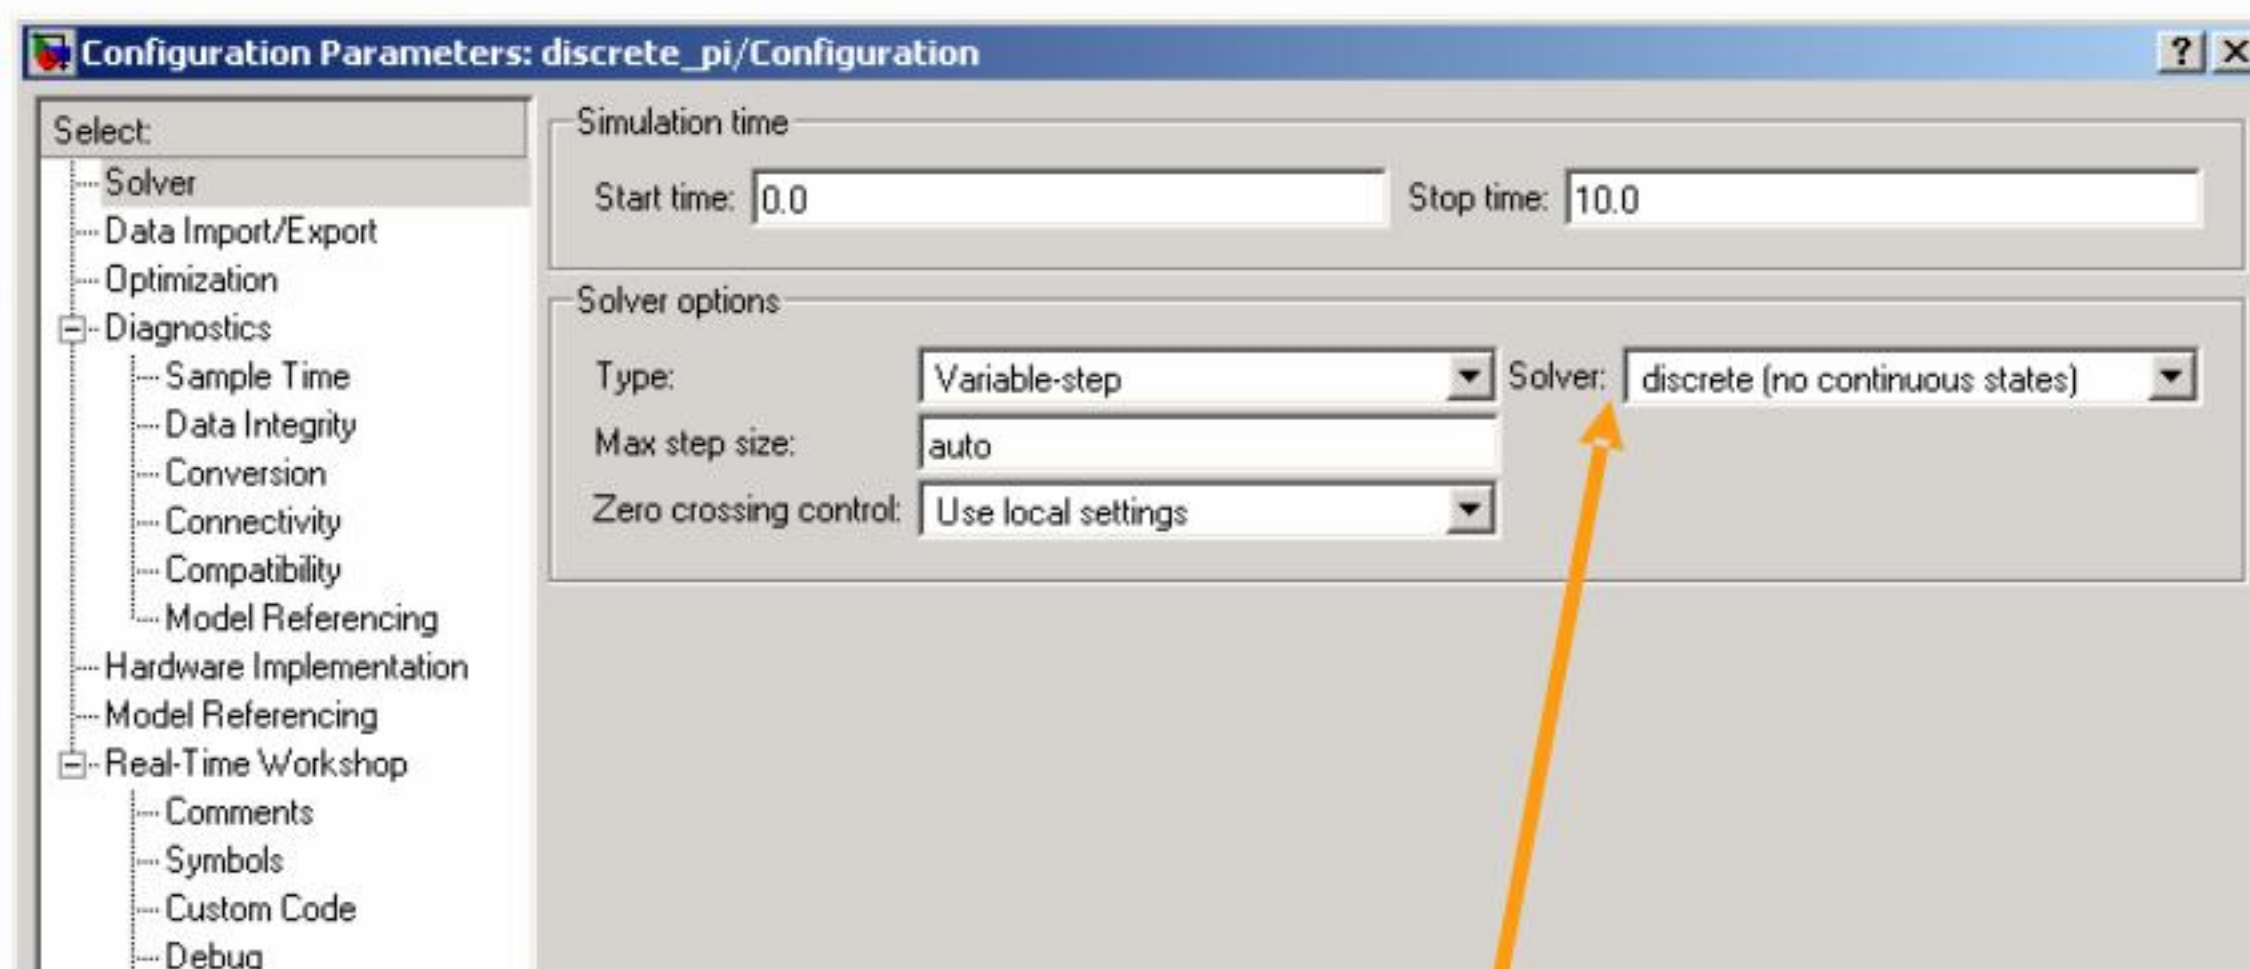 Configuration Parameters: discrete_pi/Configuration
Select:
Solver
Data Import/Export
Optimization
Diagnostics
Sample Time
Data Integrity
Conversion
Connectivity
Compatibility
Model Referencing
Hardware Implementation
Model Referencing
Real-Time Workshop
Comments
Symbols
Custom Code
Debug
Simulation time
Start time: 0.0 Stop time: 10.0
Solver options
Type: Variable-step Solver: discrete (no continuous states)
Max step size: auto
Zero crossing control: Use local settings